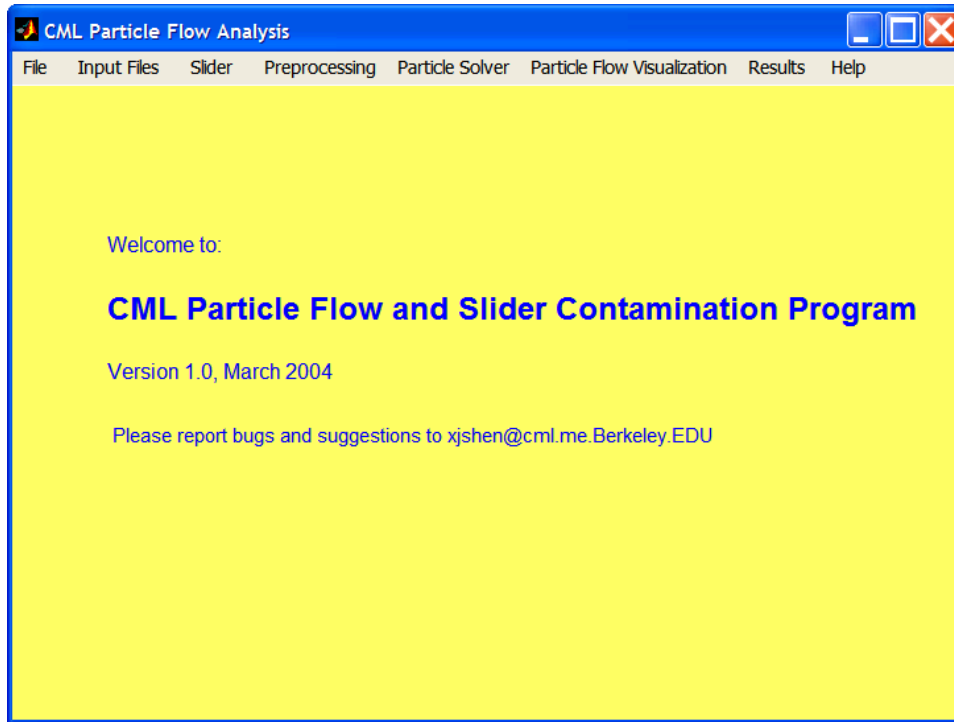 CML Particle Flow Analysis
File Input Files Slider Preprocessing Particle Solver Particle Flow Visualization Results Help
Welcome to:
CML Particle Flow and Slider Contamination Program
Version 1.0, March 2004
Please report bugs and suggestions to xjshen@cml.me.Berkeley.EDU